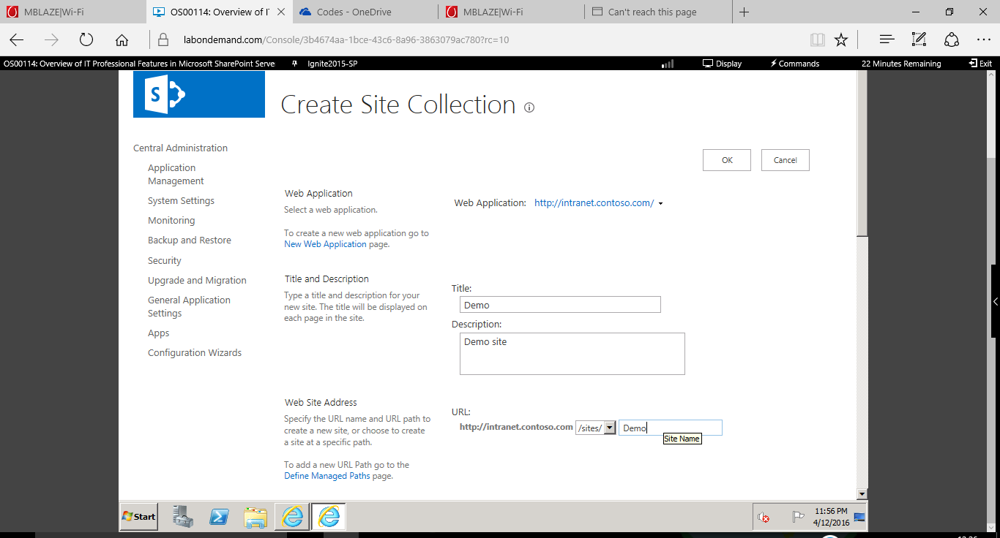 MBLAZE|Wi-Fi
OS00114: Overview of IT
Codes - OneDrive
MBLAZE|Wi-Fi
Can't reach this page
labondemand.com/Console/3b4674aa-1bce-43c6-8a96-3863079ac780?rc=10
OS00114: Overview of IT Professional Features in Microsoft SharePoint Serve
Ignite2015-SP
Display
Commands
22 Minutes Remaining
Exit
S
Create Site Collection
Central Administration
Application
Management
System Settings
Monitoring
Backup and Restore
Security
Upgrade and Migration
General Application
Settings
Apps
Configuration Wizards
OK
Cancel
Web Application
Select a web application.
To create a new web application go to
New Web Application page.
Web Application: http://intranet.contoso.com/
Title and Description
Type a title and description for your
new site. The title will be displayed on
each page in the site.
Title:
Demo
Description:
Demo site
Web Site Address
Specify the URL name and URL path to
create a new site, or choose to create
a site at a specific path.
To add a new URL Path go to the
Define Managed Paths page.
URL:
http://intranet.contoso.com /sites/ Demo
Site Name
Start
11:56 PM
4/12/2016